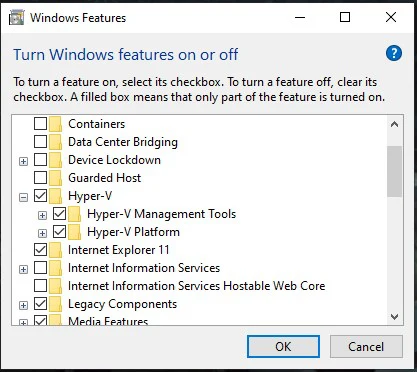 Windows Features
Turn Windows features on or off
To turn a feature on, select its checkbox. To turn a feature off, clear its
checkbox. A filled box means that only part of the feature is turned on.
Containers
Data Center Bridging
Device Lockdown
Guarded Host
Hyper-V
Hyper-V Management Tools
Hyper-V Platform
Internet Explorer 11
Internet Information Services
Internet Information Services Hostable Web Core
Legacy Components
Media Features
OK Cancel